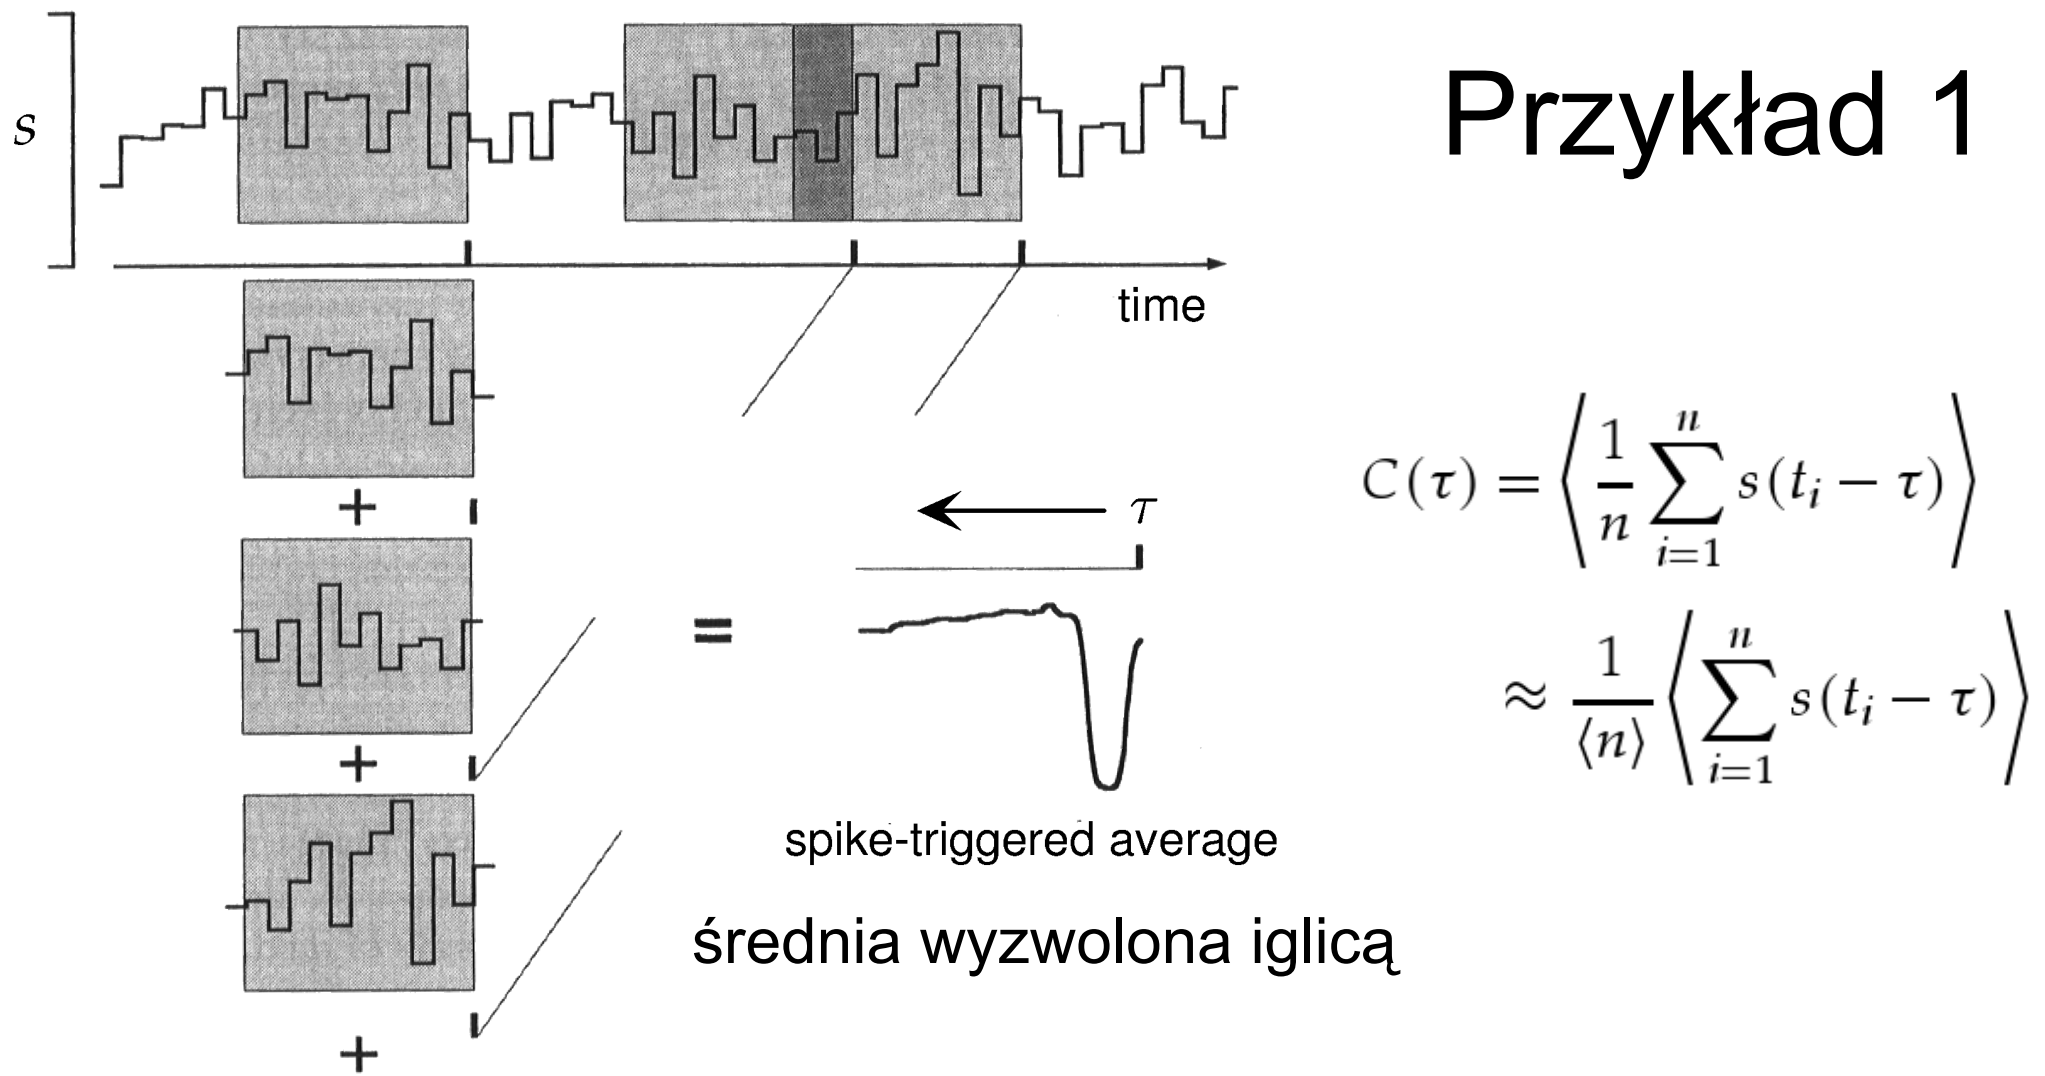 Przykład 1
s
time
C(τ) = ⟨ 1/n ∑_{i=1}^{n} s(t_i − τ) ⟩
≈ 1/⟨n⟩ ⟨ ∑_{i=1}^{n} s(t_i − τ) ⟩
+
τ
=
+
spike-triggered average
średnia wyzwolona iglicą
+